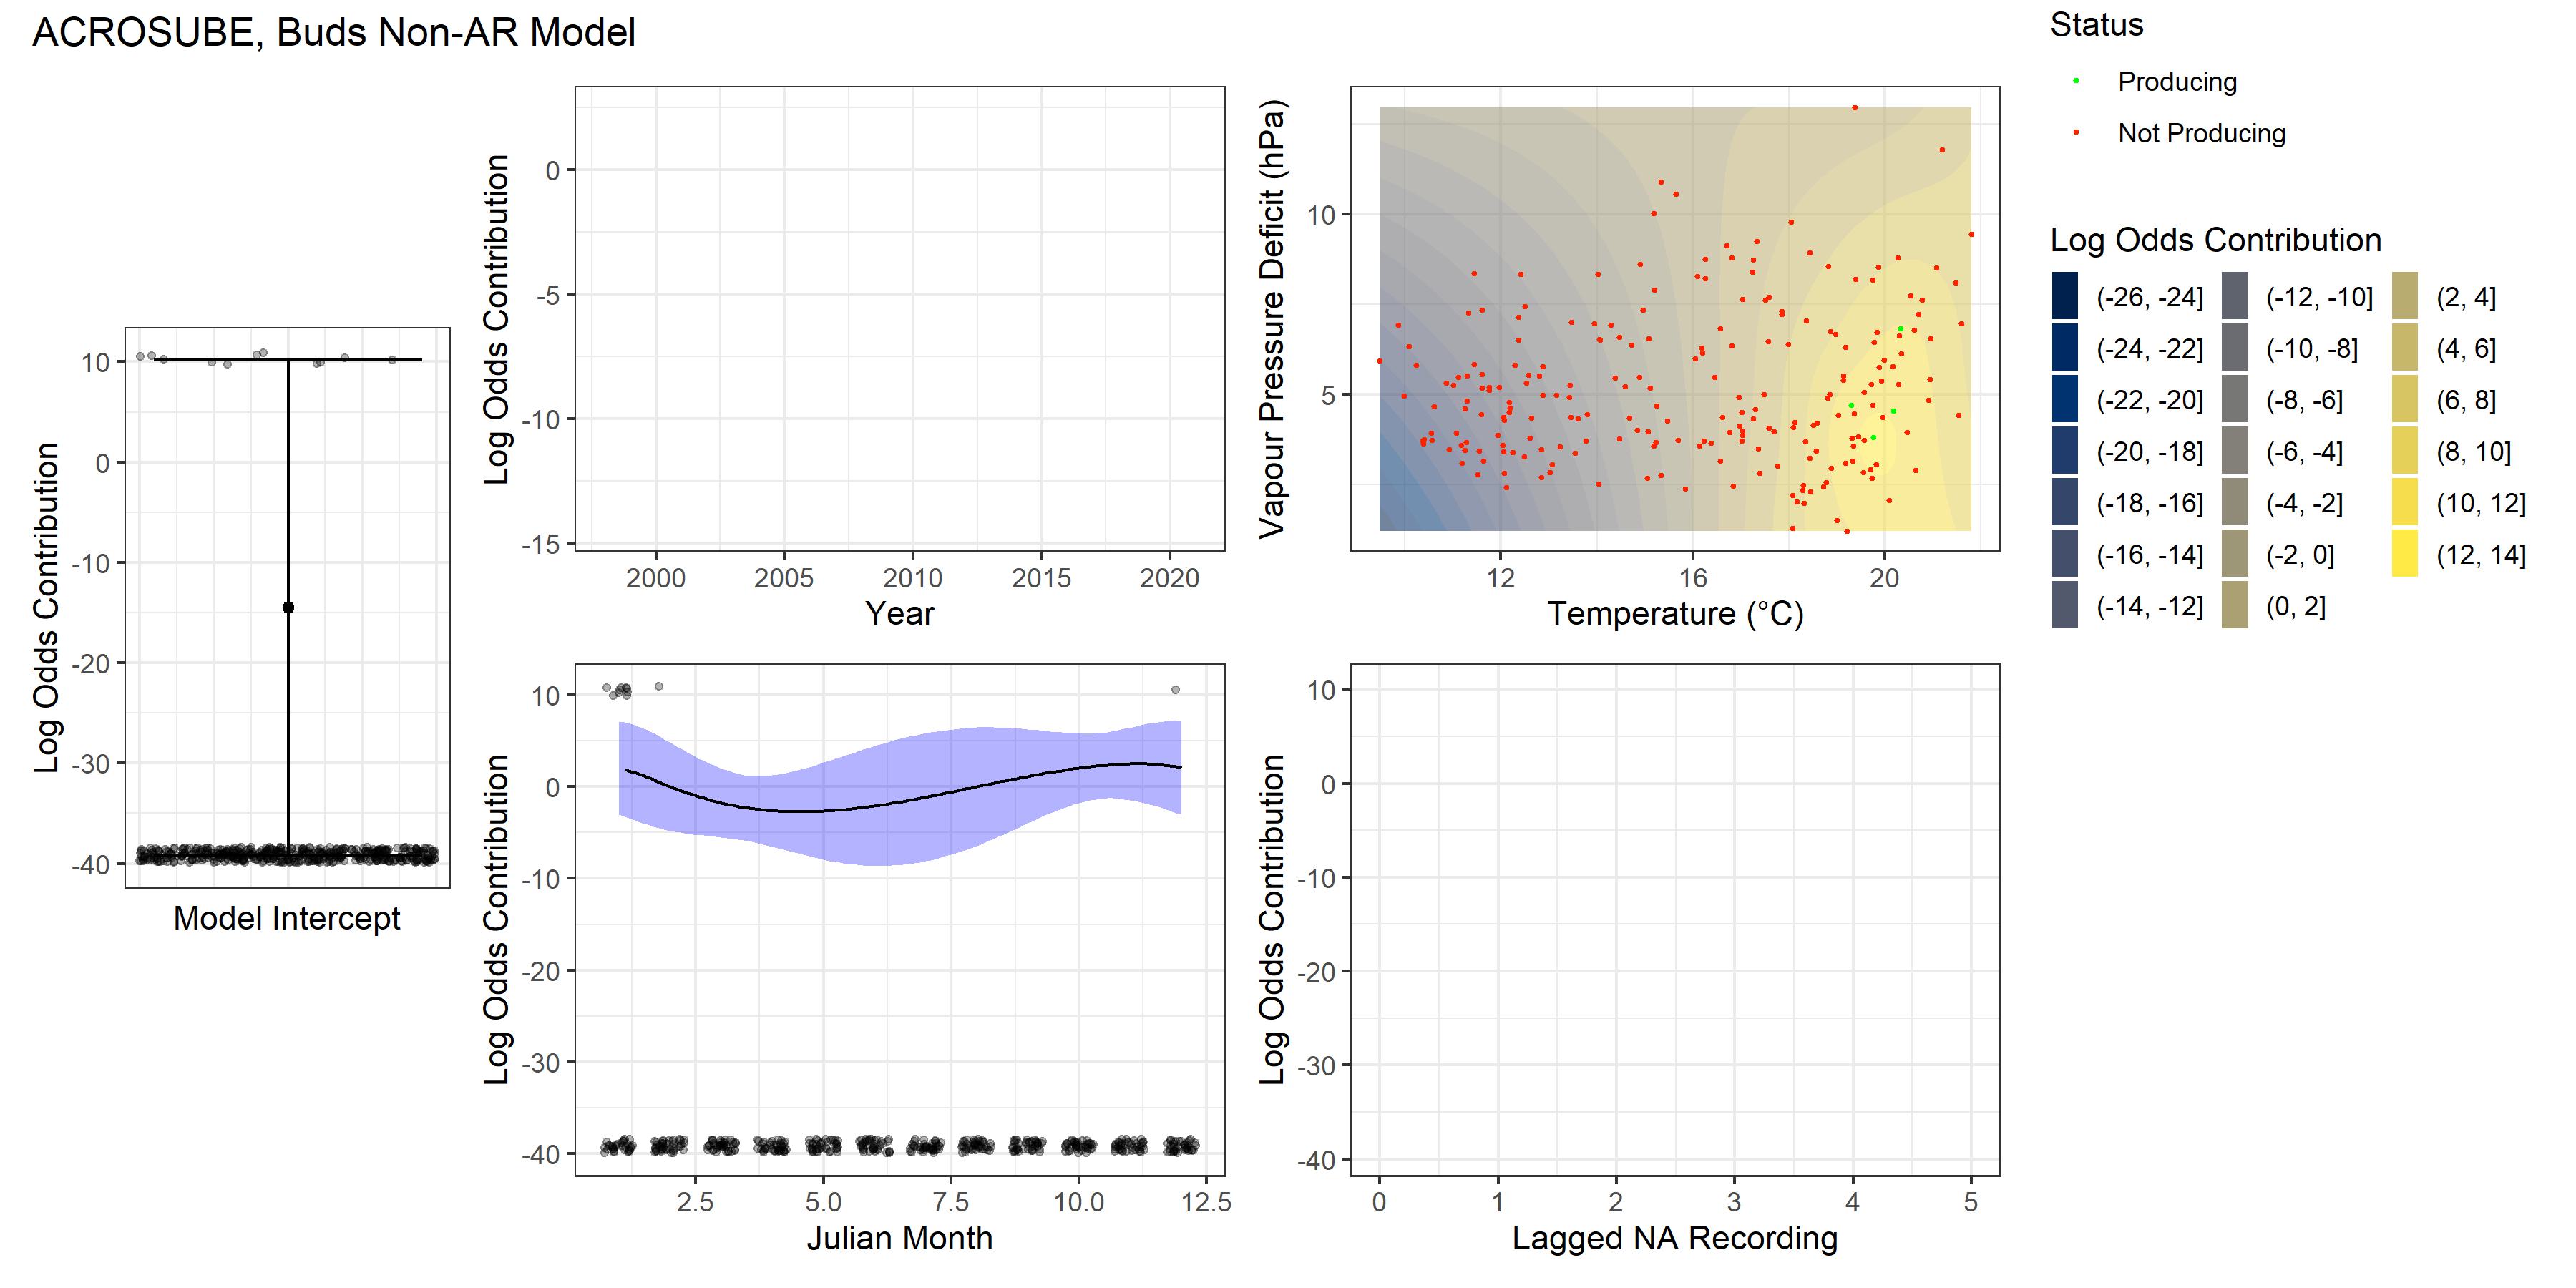 ACROSUBE, Buds Non-AR Model
Log Odds Contribution
10
0
-10
-20
-30
-40
Model Intercept
Log Odds Contribution
0
-5
-10
-15
2000 2005 2010 2015 2020
Year
Vapour Pressure Deficit (hPa)
10
5
12 16 20
Temperature (°C)
Log Odds Contribution
10
0
-10
-20
-30
-40
2.5 5.0 7.5 10.0 12.5
Julian Month
Log Odds Contribution
10
0
-10
-20
-30
-40
0 1 2 3 4 5
Lagged NA Recording
Status
Producing
Not Producing
Log Odds Contribution
(-26, -24] (-12, -10] (2, 4]
(-24, -22] (-10, -8] (4, 6]
(-22, -20] (-8, -6] (6, 8]
(-20, -18] (-6, -4] (8, 10]
(-18, -16] (-4, -2] (10, 12]
(-16, -14] (-2, 0] (12, 14]
(-14, -12] (0, 2]